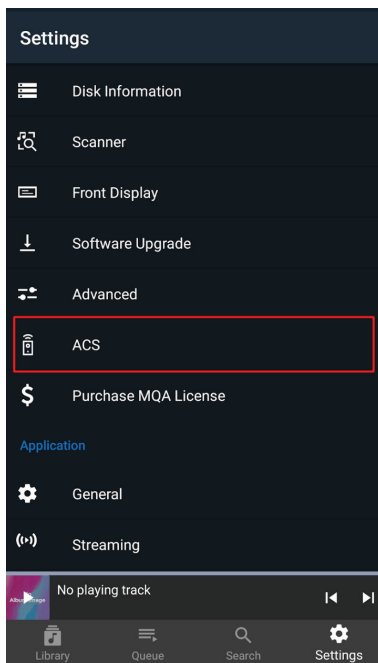 Settings
Disk Information
Scanner
Front Display
Software Upgrade
Advanced
ACS
Purchase MQA License
Application
General
Streaming
No playing track
Library
Queue
Search
Settings